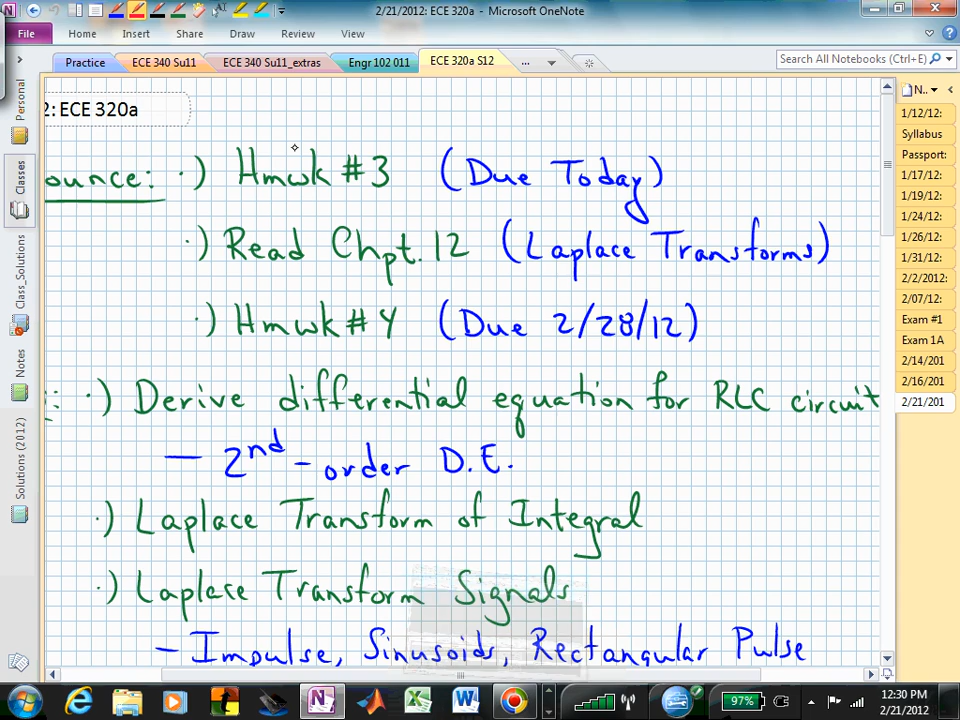 2/21/2012: ECE 320a - Microsoft OneNote
File Home Insert Share Draw Review View
Practice ECE 340 Su11 ECE 340 Su11_extras Engr 102 011 ECE 320a S12 ... Search All Notebooks (Ctrl+E)
2: ECE 320a
ounce: ·) Hmwk #3 (Due Today)
·) Read Chpt. 12 (Laplace Transforms)
·) Hmwk #4 (Due 2/28/12)
·) Derive differential equation for RLC circuit
— 2nd - order D.E.
·) Laplace Transform of Integral
·) Laplace Transform Signals
— Impulse, Sinusoids, Rectangular Pulse
Personal
Classes
Class_Solutions
Notes
Solutions (2012)
N..
1/12/12:
Syllabus
Passport:
1/17/12:
1/19/12:
1/24/12:
1/26/12:
1/31/12:
2/2/2012:
2/07/12:
Exam #1
Exam 1A
2/14/201
2/16/201
2/21/201
97%
12:30 PM
2/21/2012